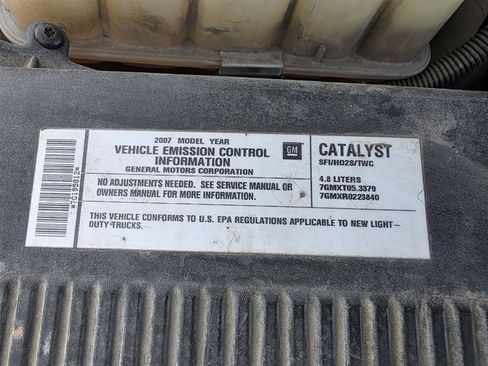 2007 MODEL YEAR
VEHICLE EMISSION CONTROL
INFORMATION
GENERAL MOTORS CORPORATION
GM
CATALYST
SFI/HO2S/TWC
NO ADJUSTMENTS NEEDED. SEE SERVICE MANUAL OR
OWNERS MANUAL FOR MORE INFORMATION.
4.8 LITERS
7GMXT05.3379
7GMXR0223840
THIS VEHICLE CONFORMS TO U.S. EPA REGULATIONS APPLICABLE TO NEW LIGHT-
DUTY TRUCKS.
*7G1195012*